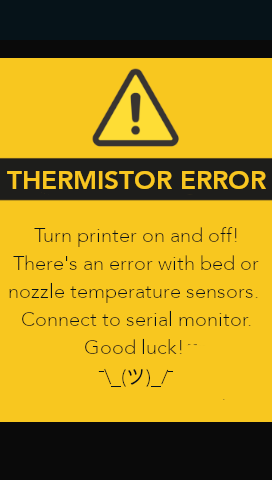 THERMISTOR ERROR
Turn printer on and off!
There's an error with bed or
nozzle temperature sensors.
Connect to serial monitor.
Good luck!
¯\_(ツ)_/¯